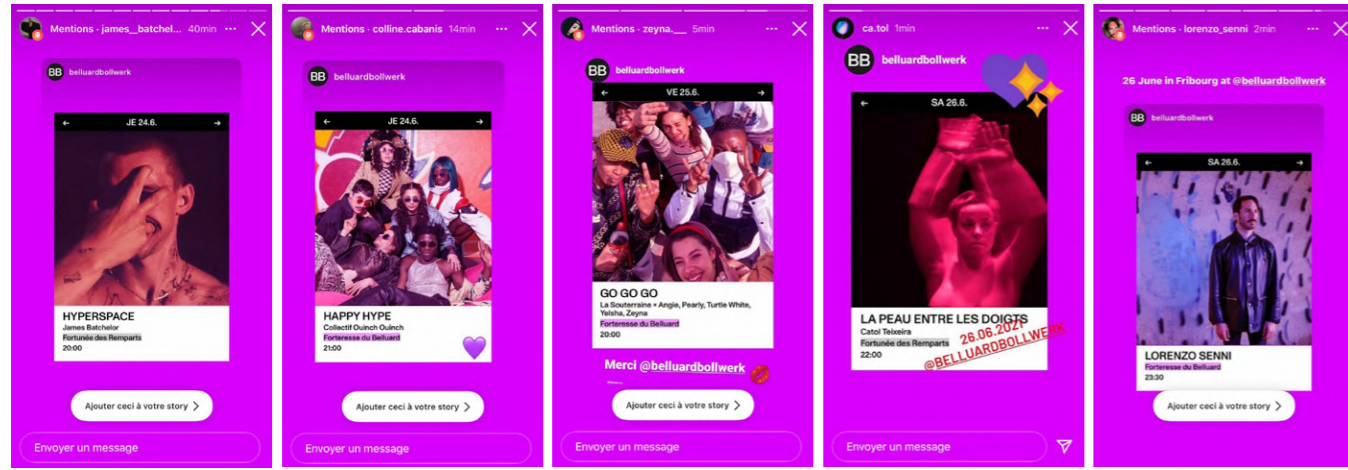 Mentions · james__batchel... 40min ...
BB belluardbollwerk
← JE 24.6. →
HYPERSPACE
James Batchelor
Fortunée des Remparts
20:00
Ajouter ceci à votre story >
Envoyer un message
Mentions · colline.cabanis 14min ...
BB belluardbollwerk
← JE 24.6. →
HAPPY HYPE
Collectif Ouinch Ouinch
Forteresse du Belluard
21:00
Ajouter ceci à votre story >
Mentions · zeyna.__ 5min ...
BB belluardbollwerk
← VE 25.6. →
GO GO GO
La Souterraine × Angie, Pearly, Turtle White,
Yelsha, Zeyna
Forteresse du Belluard
20:00
Merci @belluardbollwerk
Ajouter ceci à votre story >
Envoyer un message
ca.tol 1min ...
BB belluardbollwerk
← SA 26.6.
LA PEAU ENTRE LES DOIGTS
Catol Teixeira
Fortunée des Remparts
22:00
26.06.2021
@BELLUARDBOLLWERK
Envoyer un message
Mentions · lorenzo_senni 2min ...
26 June in Fribourg at @belluardbollwerk
BB belluardbollwerk
← SA 26.6. →
LORENZO SENNI
Forteresse du Belluard
23:30
Ajouter ceci à votre story >